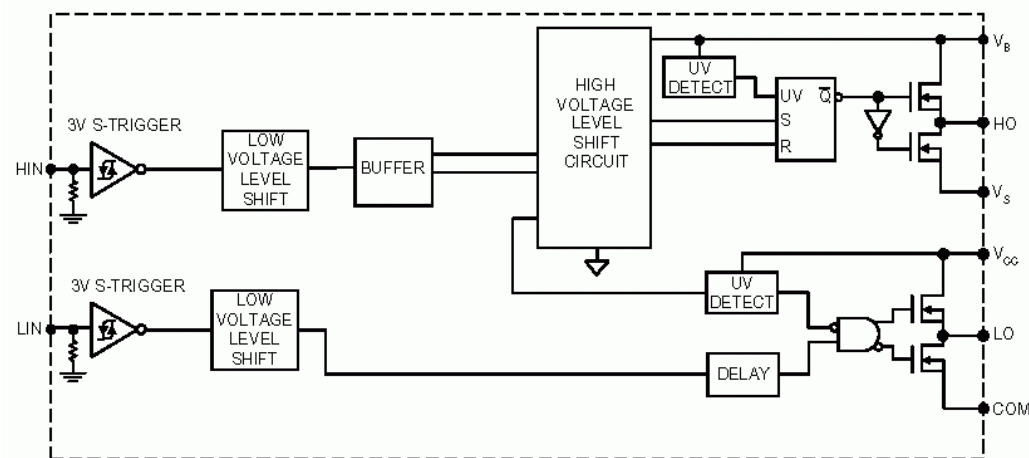 V_B
UV
DETECT
HIGH
VOLTAGE
LEVEL
SHIFT
CIRCUIT
UV
Q̅
S
R
HO
3V S-TRIGGER
LOW
VOLTAGE
LEVEL
SHIFT
BUFFER
HIN
V_S
V_CC
3V S-TRIGGER
LOW
VOLTAGE
LEVEL
SHIFT
UV
DETECT
LIN
LO
DELAY
COM